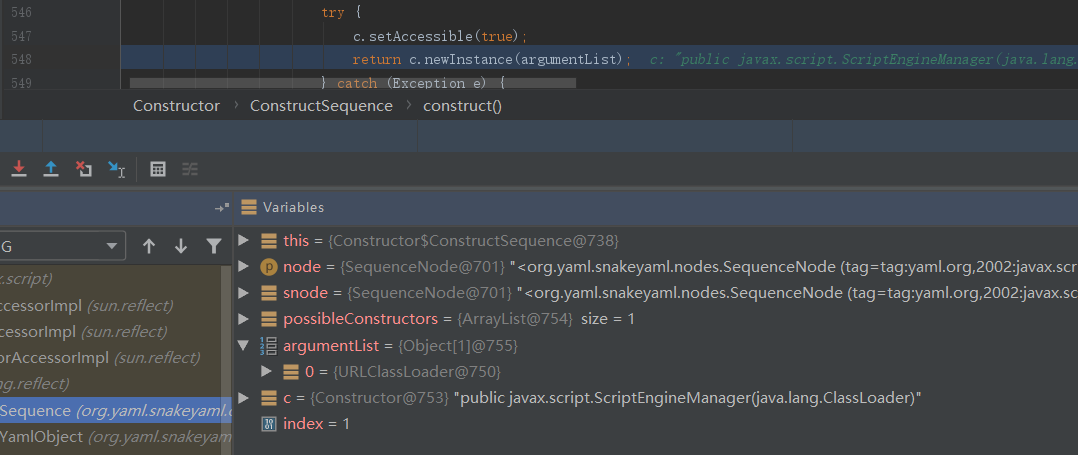 546 try {
547 c.setAccessible(true);
548 return c.newInstance(argumentList); c: "public javax.script.ScriptEngineManager(java.lang.
549 } catch (Exception e) {
Constructor › ConstructSequence › construct()
Variables
G
x.script)
ccessorImpl (sun.reflect)
cessorImpl (sun.reflect)
orAccessorImpl (sun.reflect)
ng.reflect)
Sequence (org.yaml.snakeyaml.c
YamlObject (org.yaml.snakeyam
this = {Constructor$ConstructSequence@738}
node = {SequenceNode@701} "<org.yaml.snakeyaml.nodes.SequenceNode (tag=tag:yaml.org,2002:javax.scr
snode = {SequenceNode@701} "<org.yaml.snakeyaml.nodes.SequenceNode (tag=tag:yaml.org,2002:javax.sc
possibleConstructors = {ArrayList@754} size = 1
argumentList = {Object[1]@755}
0 = {URLClassLoader@750}
c = {Constructor@753} "public javax.script.ScriptEngineManager(java.lang.ClassLoader)"
index = 1